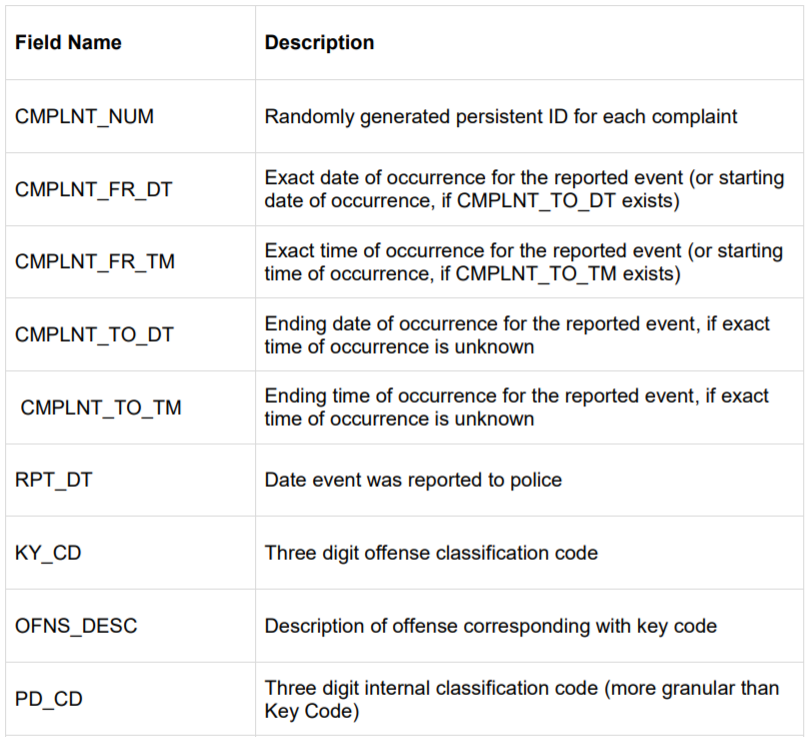 Field Name Description
CMPLNT_NUM Randomly generated persistent ID for each complaint
CMPLNT_FR_DT Exact date of occurrence for the reported event (or starting
date of occurrence, if CMPLNT_TO_DT exists)
CMPLNT_FR_TM Exact time of occurrence for the reported event (or starting
time of occurrence, if CMPLNT_TO_TM exists)
CMPLNT_TO_DT Ending date of occurrence for the reported event, if exact
time of occurrence is unknown
CMPLNT_TO_TM Ending time of occurrence for the reported event, if exact
time of occurrence is unknown
RPT_DT Date event was reported to police
KY_CD Three digit offense classification code
OFNS_DESC Description of offense corresponding with key code
PD_CD Three digit internal classification code (more granular than
Key Code)